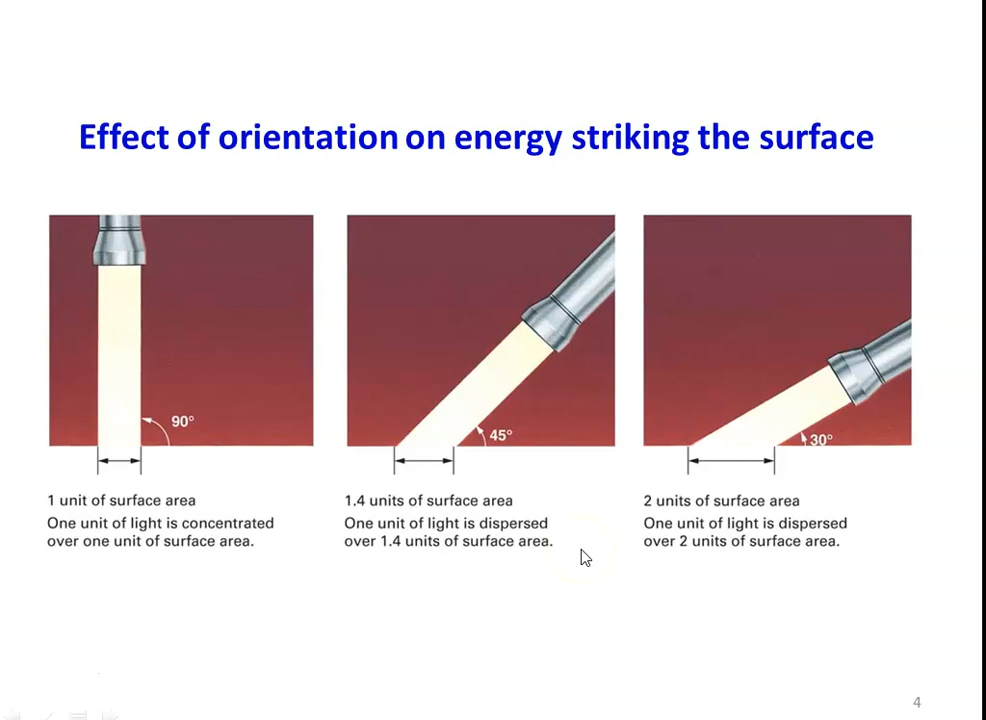 Effect of orientation on energy striking the surface
90°
45°
30°
1 unit of surface area
One unit of light is concentrated
over one unit of surface area.
1.4 units of surface area
One unit of light is dispersed
over 1.4 units of surface area.
2 units of surface area
One unit of light is dispersed
over 2 units of surface area.
4